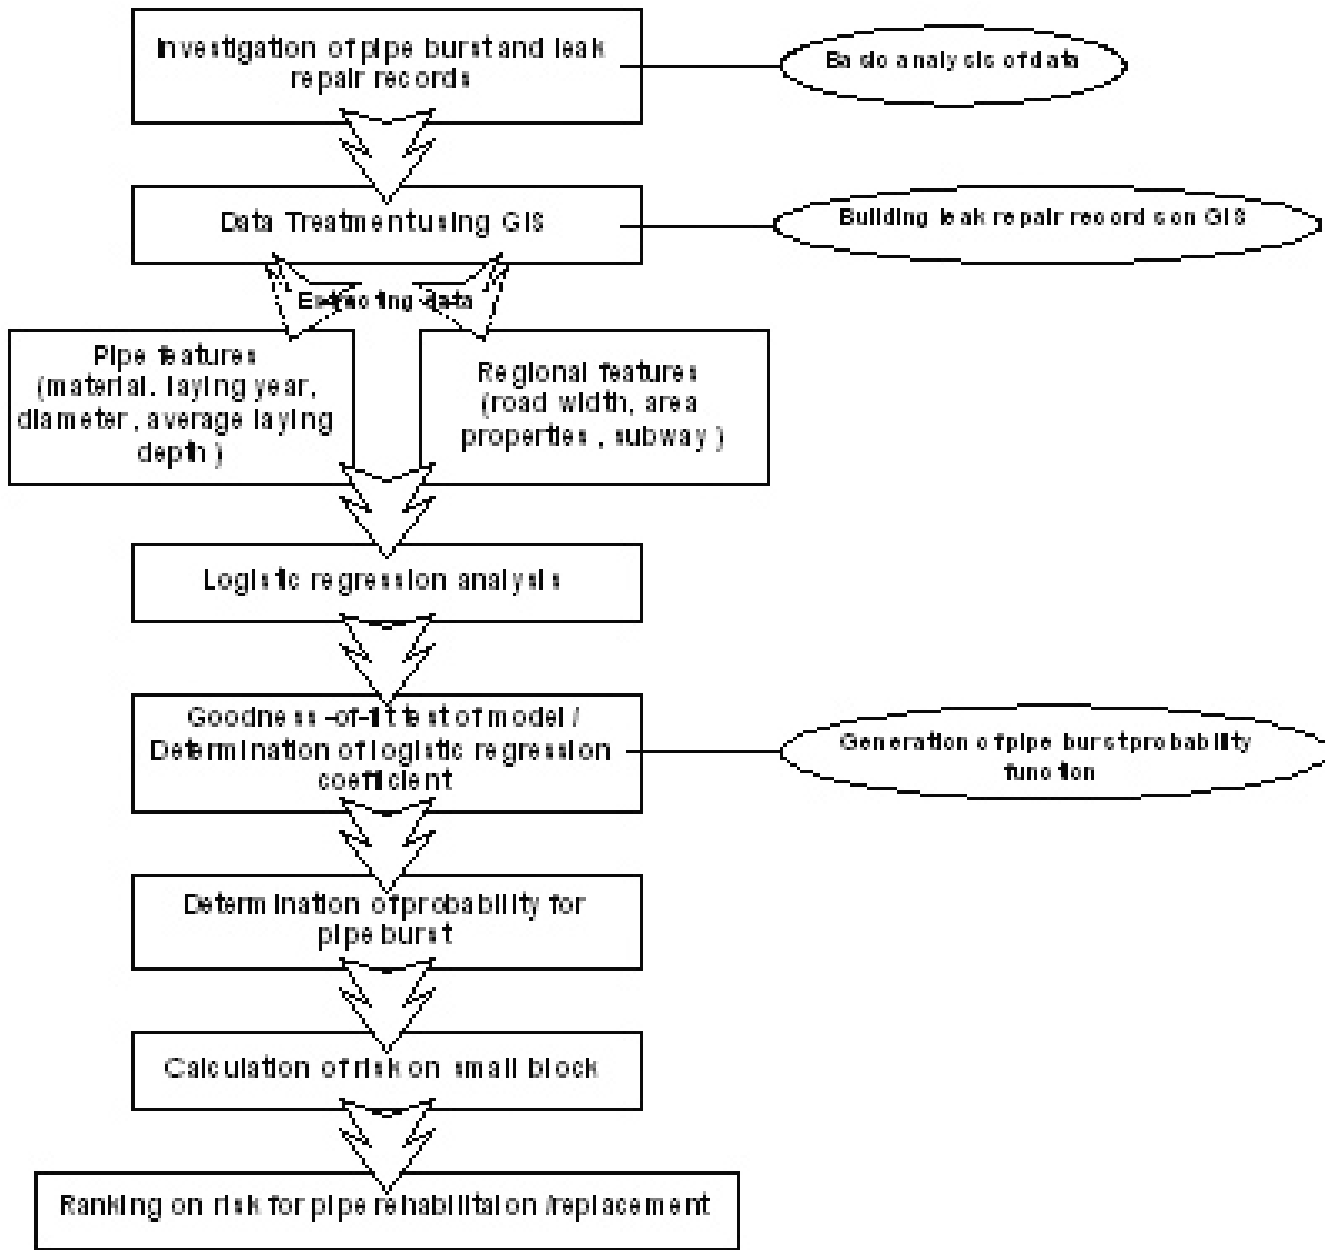 Investigation of pipe burst and leak
repair records
Basic analysis of data
Data Treatment using GIS
Building leak repair records on GIS
Extracting data
Pipe features
(material, laying year,
diameter, average laying
depth)
Regional features
(road width, area
properties, subway)
Logistic regression analysis
Goodness-of-fit test of model /
Determination of logistic regression
coefficient
Generation of pipe burst probability
function
Determination of probability for
pipe burst
Calculation of risk on small block
Ranking on risk for pipe rehabilitaion /replacement